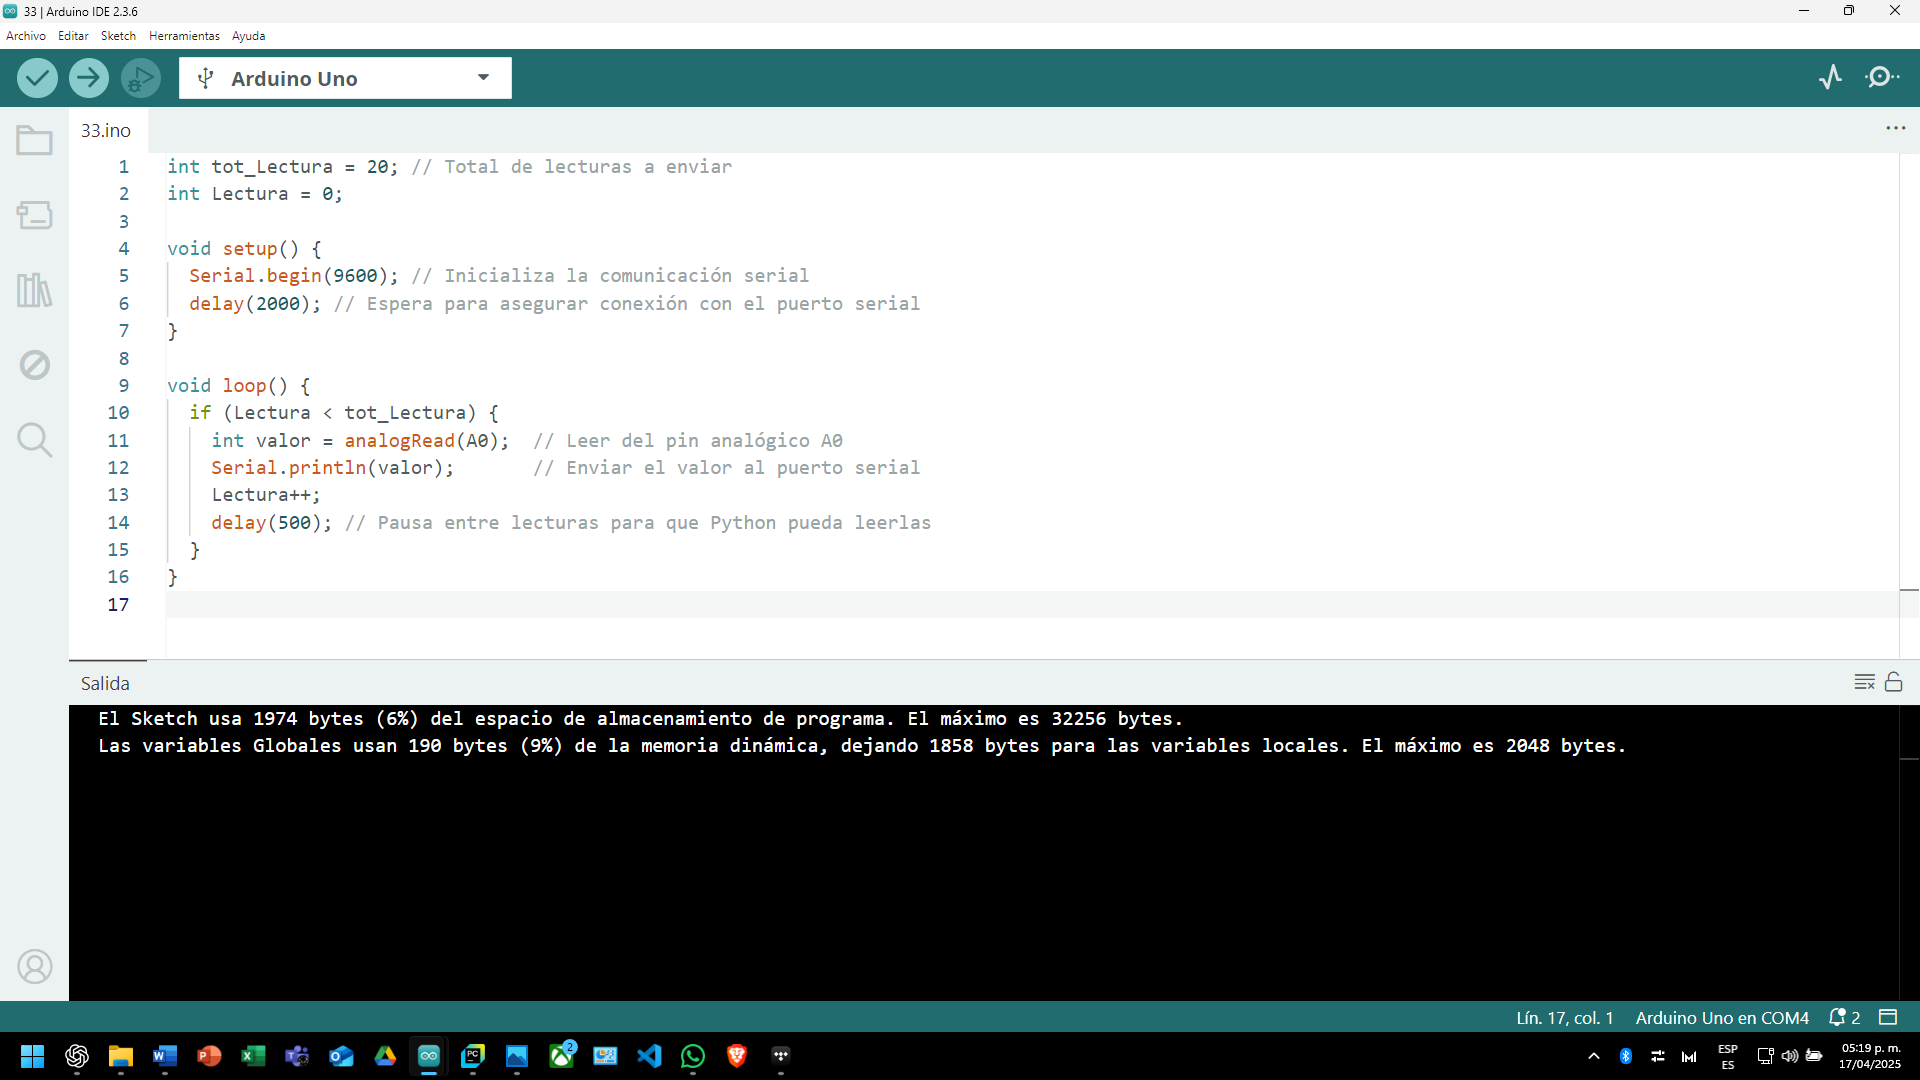 33 | Arduino IDE 2.3.6
Archivo Editar Sketch Herramientas Ayuda
Arduino Uno
33.ino
1 int tot_Lectura = 20; // Total de lecturas a enviar
2 int Lectura = 0;
3
4 void setup() {
5 Serial.begin(9600); // Inicializa la comunicación serial
6 delay(2000); // Espera para asegurar conexión con el puerto serial
7 }
8
9 void loop() {
10 if (Lectura < tot_Lectura) {
11 int valor = analogRead(A0); // Leer del pin analógico A0
12 Serial.println(valor); // Enviar el valor al puerto serial
13 Lectura++;
14 delay(500); // Pausa entre lecturas para que Python pueda leerlas
15 }
16 }
17
Salida
El Sketch usa 1974 bytes (6%) del espacio de almacenamiento de programa. El máximo es 32256 bytes.
Las variables Globales usan 190 bytes (9%) de la memoria dinámica, dejando 1858 bytes para las variables locales. El máximo es 2048 bytes.
Lín. 17, col. 1 Arduino Uno en COM4 2
2
ESP
ES
05:19 p. m.
17/04/2025